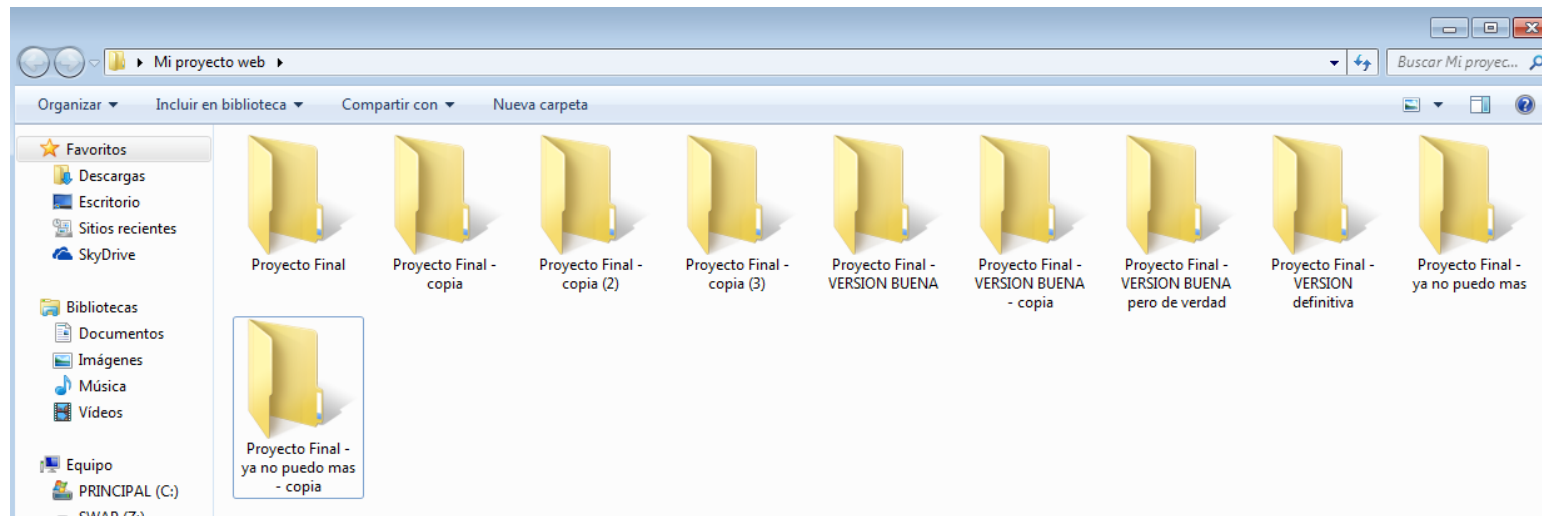 Mi proyecto web
Buscar Mi proyec...
Organizar
Incluir en biblioteca
Compartir con
Nueva carpeta
Favoritos
Descargas
Escritorio
Sitios recientes
SkyDrive
Bibliotecas
Documentos
Imágenes
Música
Vídeos
Equipo
PRINCIPAL (C:)
SWAP (Z:)
Proyecto Final
Proyecto Final -
copia
Proyecto Final -
copia (2)
Proyecto Final -
copia (3)
Proyecto Final -
VERSION BUENA
Proyecto Final -
VERSION BUENA
- copia
Proyecto Final -
VERSION BUENA
pero de verdad
Proyecto Final -
VERSION
definitiva
Proyecto Final -
ya no puedo mas
Proyecto Final -
ya no puedo mas
- copia